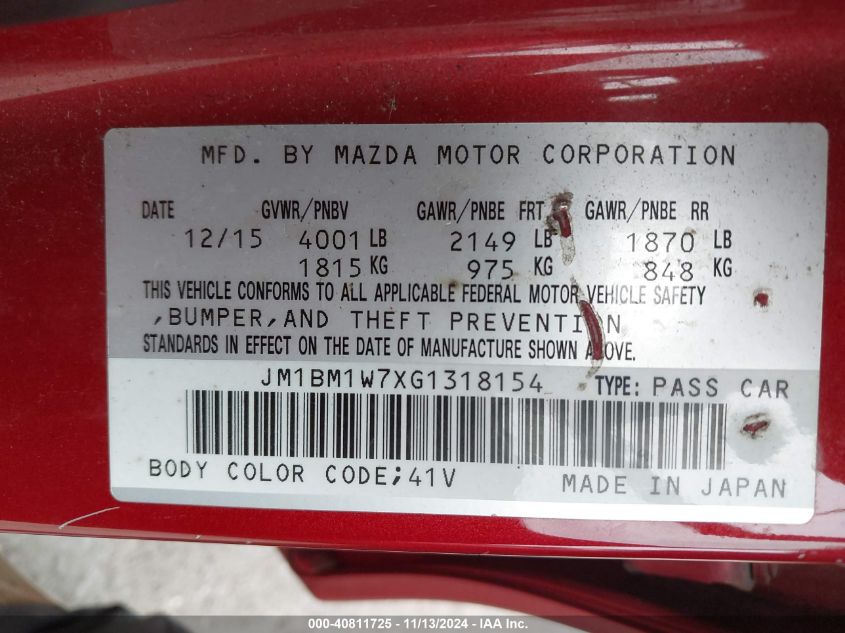 MFD. BY MAZDA MOTOR CORPORATION
DATE GVWR/PNBV GAWR/PNBE FRT GAWR/PNBE RR
12/15 4001 LB 2149 LB 1870 LB
1815 KG 975 KG 848 KG
THIS VEHICLE CONFORMS TO ALL APPLICABLE FEDERAL MOTOR VEHICLE SAFETY
,BUMPER,AND THEFT PREVENTION
STANDARDS IN EFFECT ON THE DATE OF MANUFACTURE SHOWN ABOVE.
JM1BM1W7XG1318154 TYPE: PASS CAR
BODY COLOR CODE;41V
MADE IN JAPAN
000-40811725 - 11/13/2024 - IAA Inc.